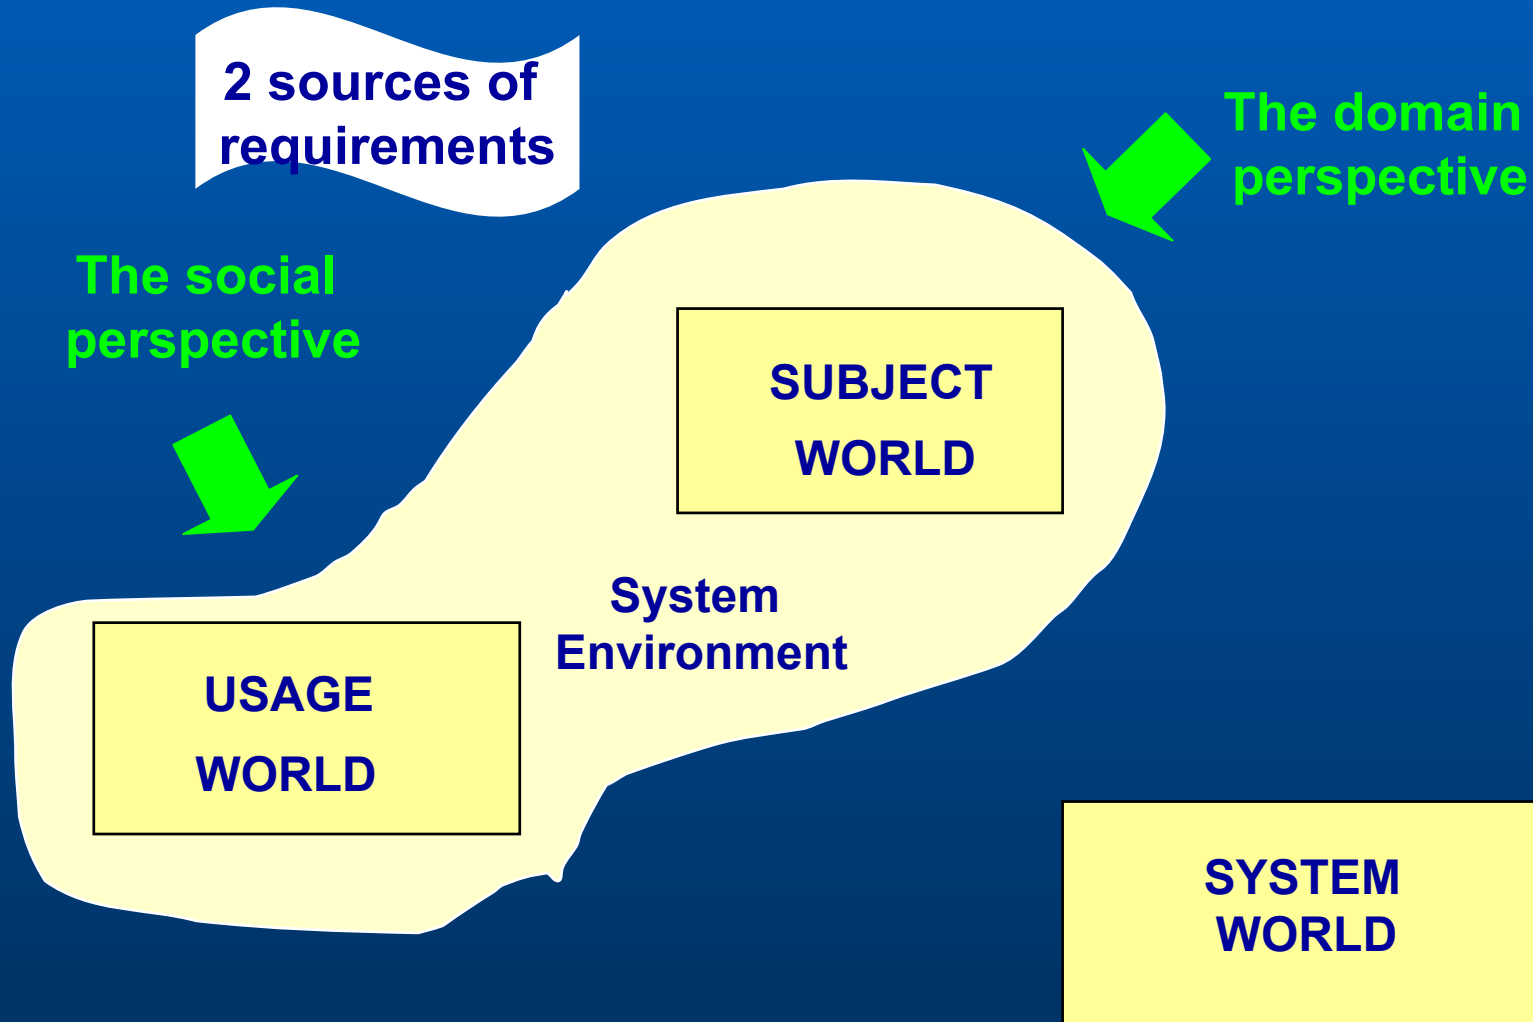 2 sources of
requirements
The domain
perspective
The social
perspective
SUBJECT
WORLD
System
Environment
USAGE
WORLD
SYSTEM
WORLD